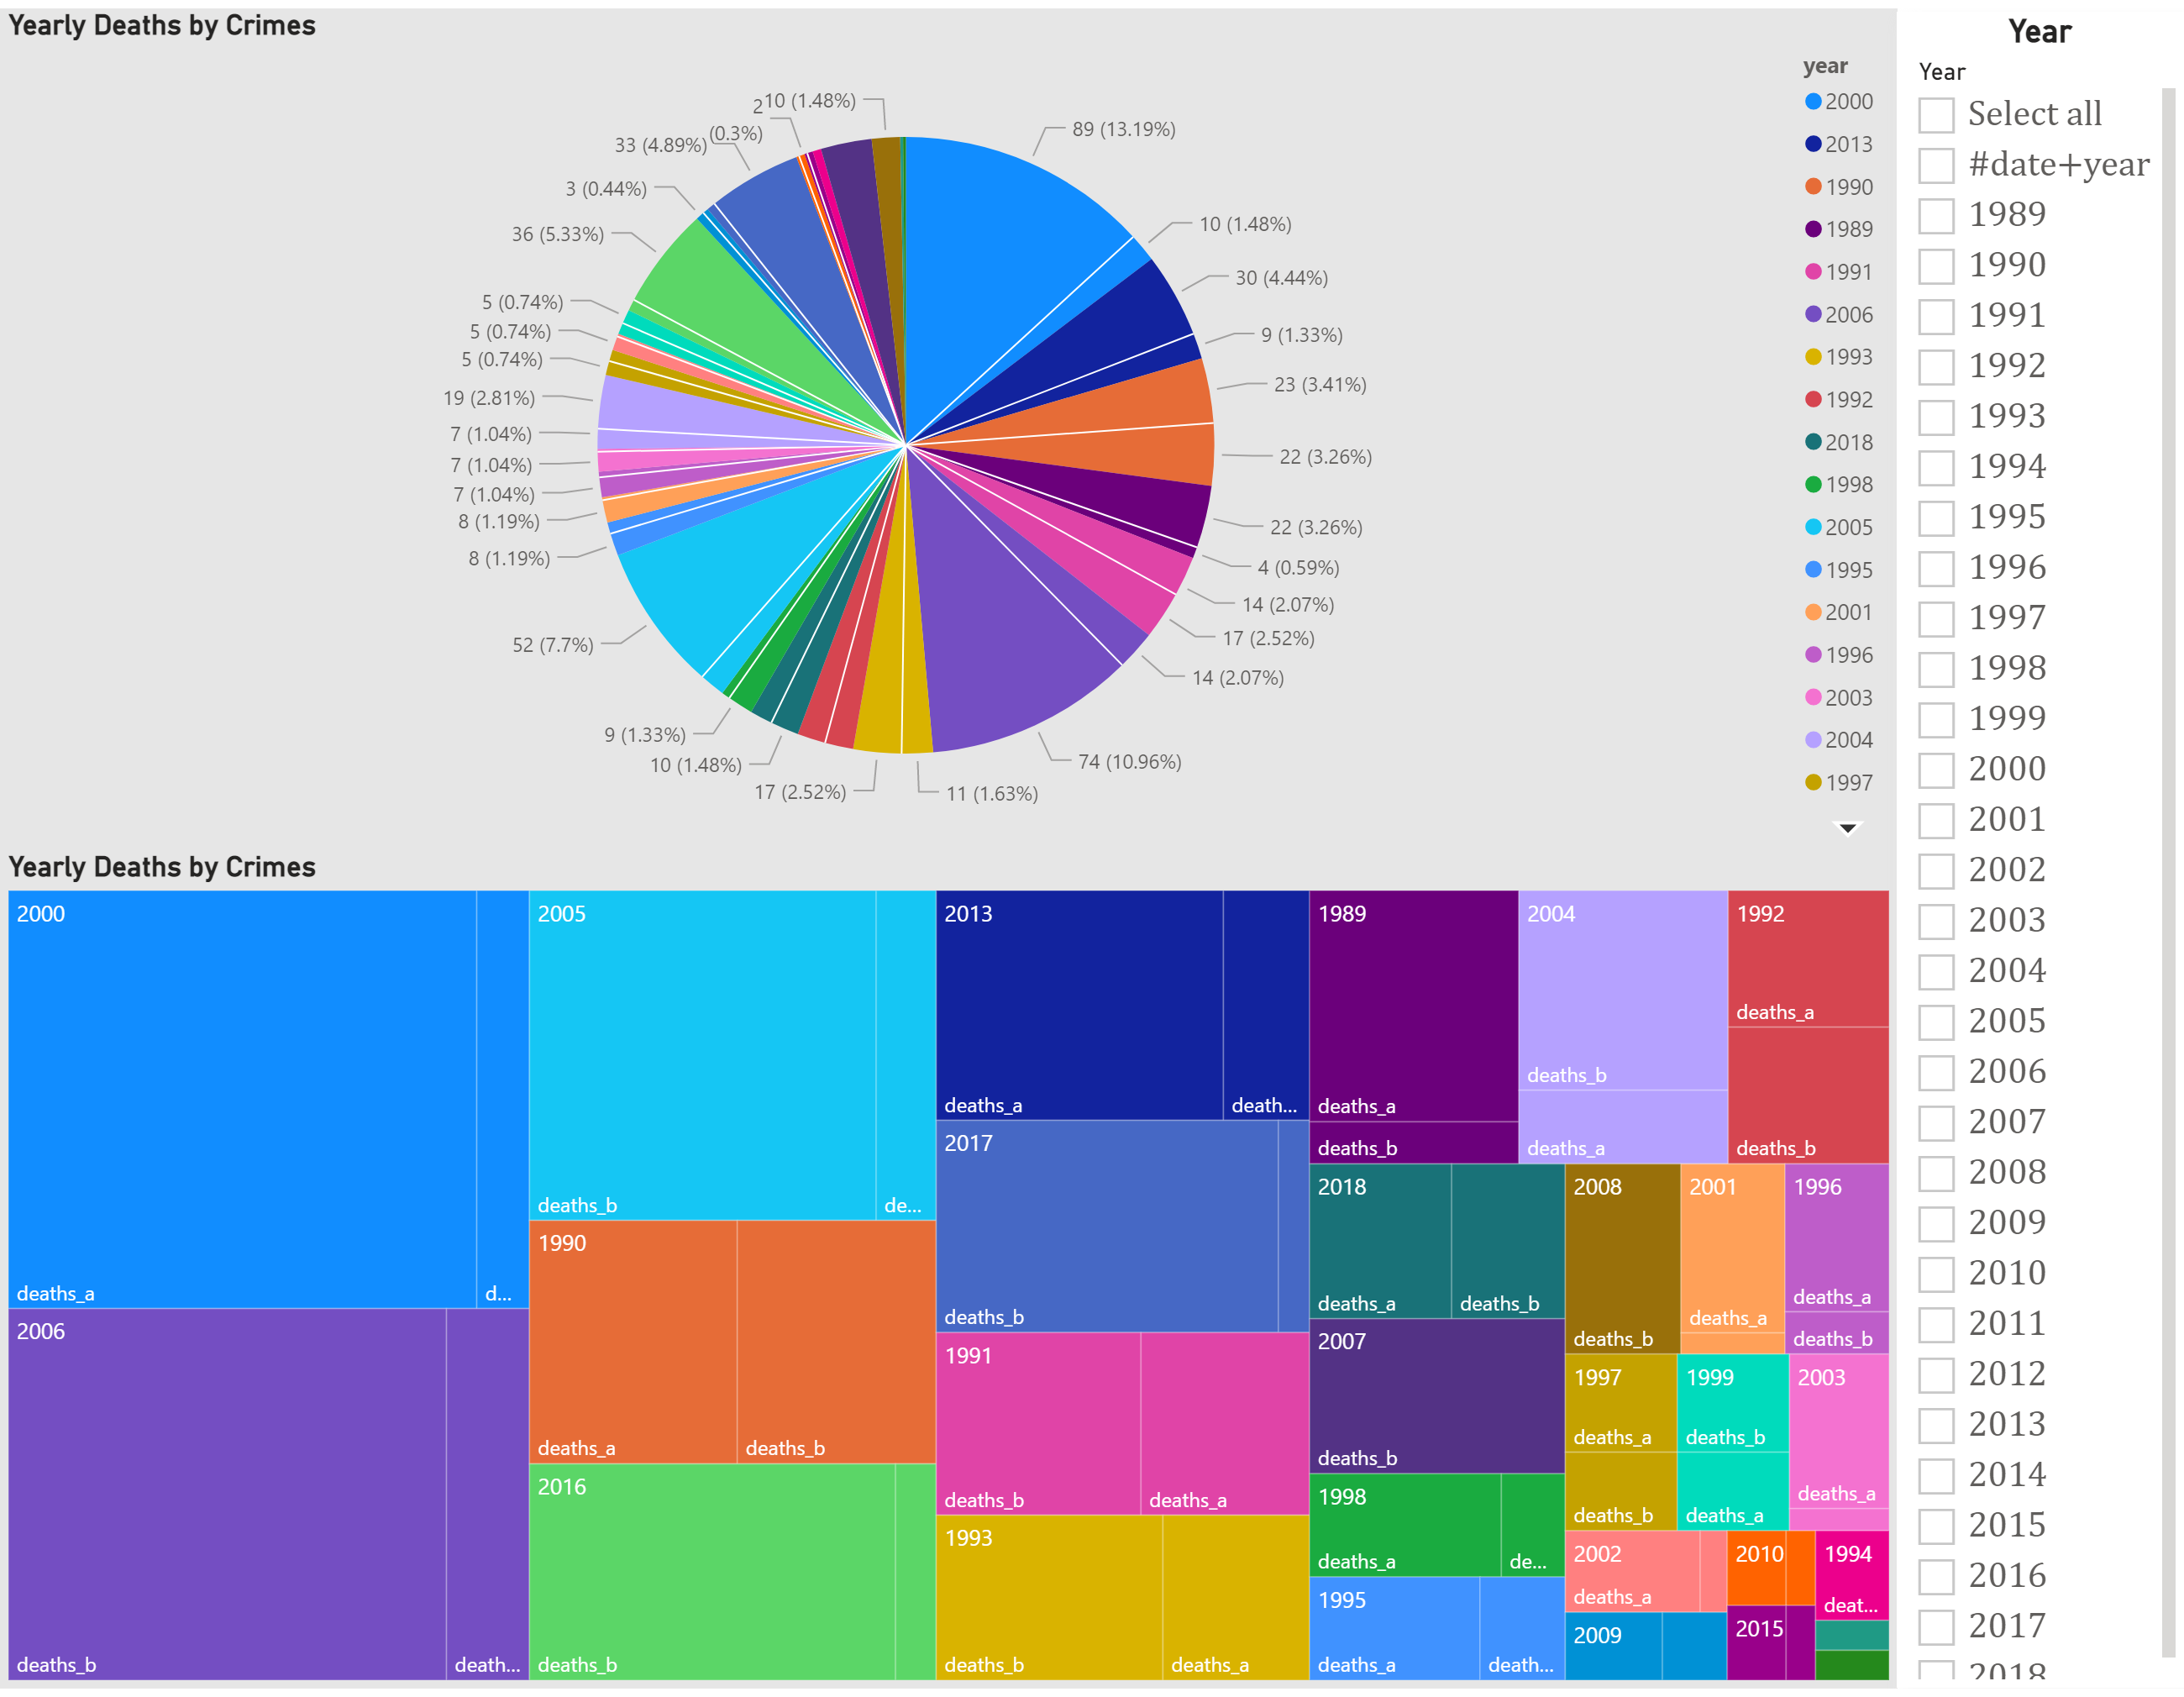 Yearly Deaths by Crimes
year
2000
2013
1990
1989
1991
2006
1993
1992
2018
1998
2005
1995
2001
1996
2003
2004
1997
89 (13.19%)
10 (1.48%)
30 (4.44%)
9 (1.33%)
23 (3.41%)
22 (3.26%)
22 (3.26%)
4 (0.59%)
14 (2.07%)
17 (2.52%)
14 (2.07%)
74 (10.96%)
11 (1.63%)
17 (2.52%)
10 (1.48%)
9 (1.33%)
52 (7.7%)
8 (1.19%)
8 (1.19%)
7 (1.04%)
7 (1.04%)
7 (1.04%)
19 (2.81%)
5 (0.74%)
5 (0.74%)
5 (0.74%)
36 (5.33%)
3 (0.44%)
33 (4.89%)
2
(0.3%)
10 (1.48%)
Yearly Deaths by Crimes
2000
deaths_a
d...
2006
deaths_b
death...
2005
deaths_b
de...
1990
deaths_a
deaths_b
2016
deaths_b
2013
deaths_a
death...
2017
deaths_b
1991
deaths_b
deaths_a
1993
deaths_b
deaths_a
1989
deaths_a
deaths_b
2004
deaths_b
deaths_a
1992
deaths_a
deaths_b
2018
deaths_a
deaths_b
2007
deaths_b
1998
deaths_a
de...
1995
deaths_a
death...
2008
deaths_b
2001
deaths_a
1996
deaths_a
deaths_b
1997
deaths_a
deaths_b
1999
deaths_b
deaths_a
2003
deaths_a
2002
deaths_a
2009
2010
2015
1994
deat...
Year
Year
Select all
#date+year
1989
1990
1991
1992
1993
1994
1995
1996
1997
1998
1999
2000
2001
2002
2003
2004
2005
2006
2007
2008
2009
2010
2011
2012
2013
2014
2015
2016
2017
2018